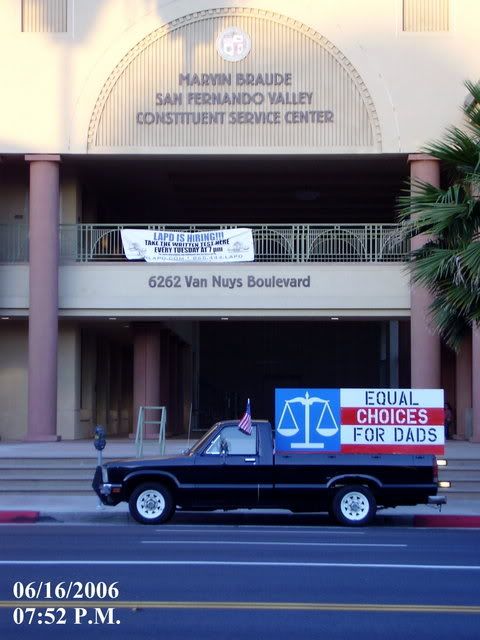 MARVIN BRAUDE
SAN FERNANDO VALLEY
CONSTITUENT SERVICE CENTER
LAPD IS HIRING!!!
TAKE THE WRITTEN TEST HERE
EVERY TUESDAY AT 7 pm
6262 Van Nuys Boulevard
EQUAL
CHOICES
FOR DADS
06/16/2006
07:52 P.M.